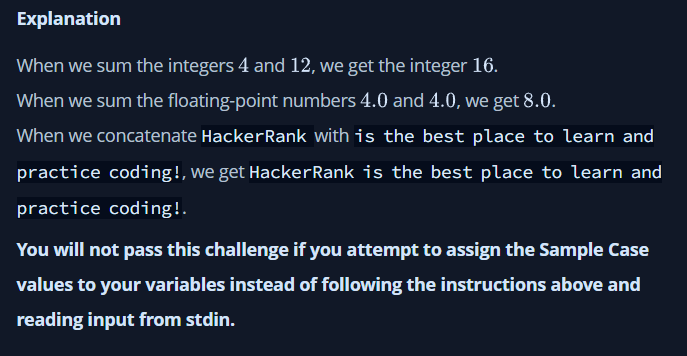 Explanation
When we sum the integers 4 and 12, we get the integer 16.
When we sum the floating-point numbers 4.0 and 4.0, we get 8.0.
When we concatenate HackerRank with is the best place to learn and
practice coding!, we get HackerRank is the best place to learn and
practice coding!.
You will not pass this challenge if you attempt to assign the Sample Case
values to your variables instead of following the instructions above and
reading input from stdin.